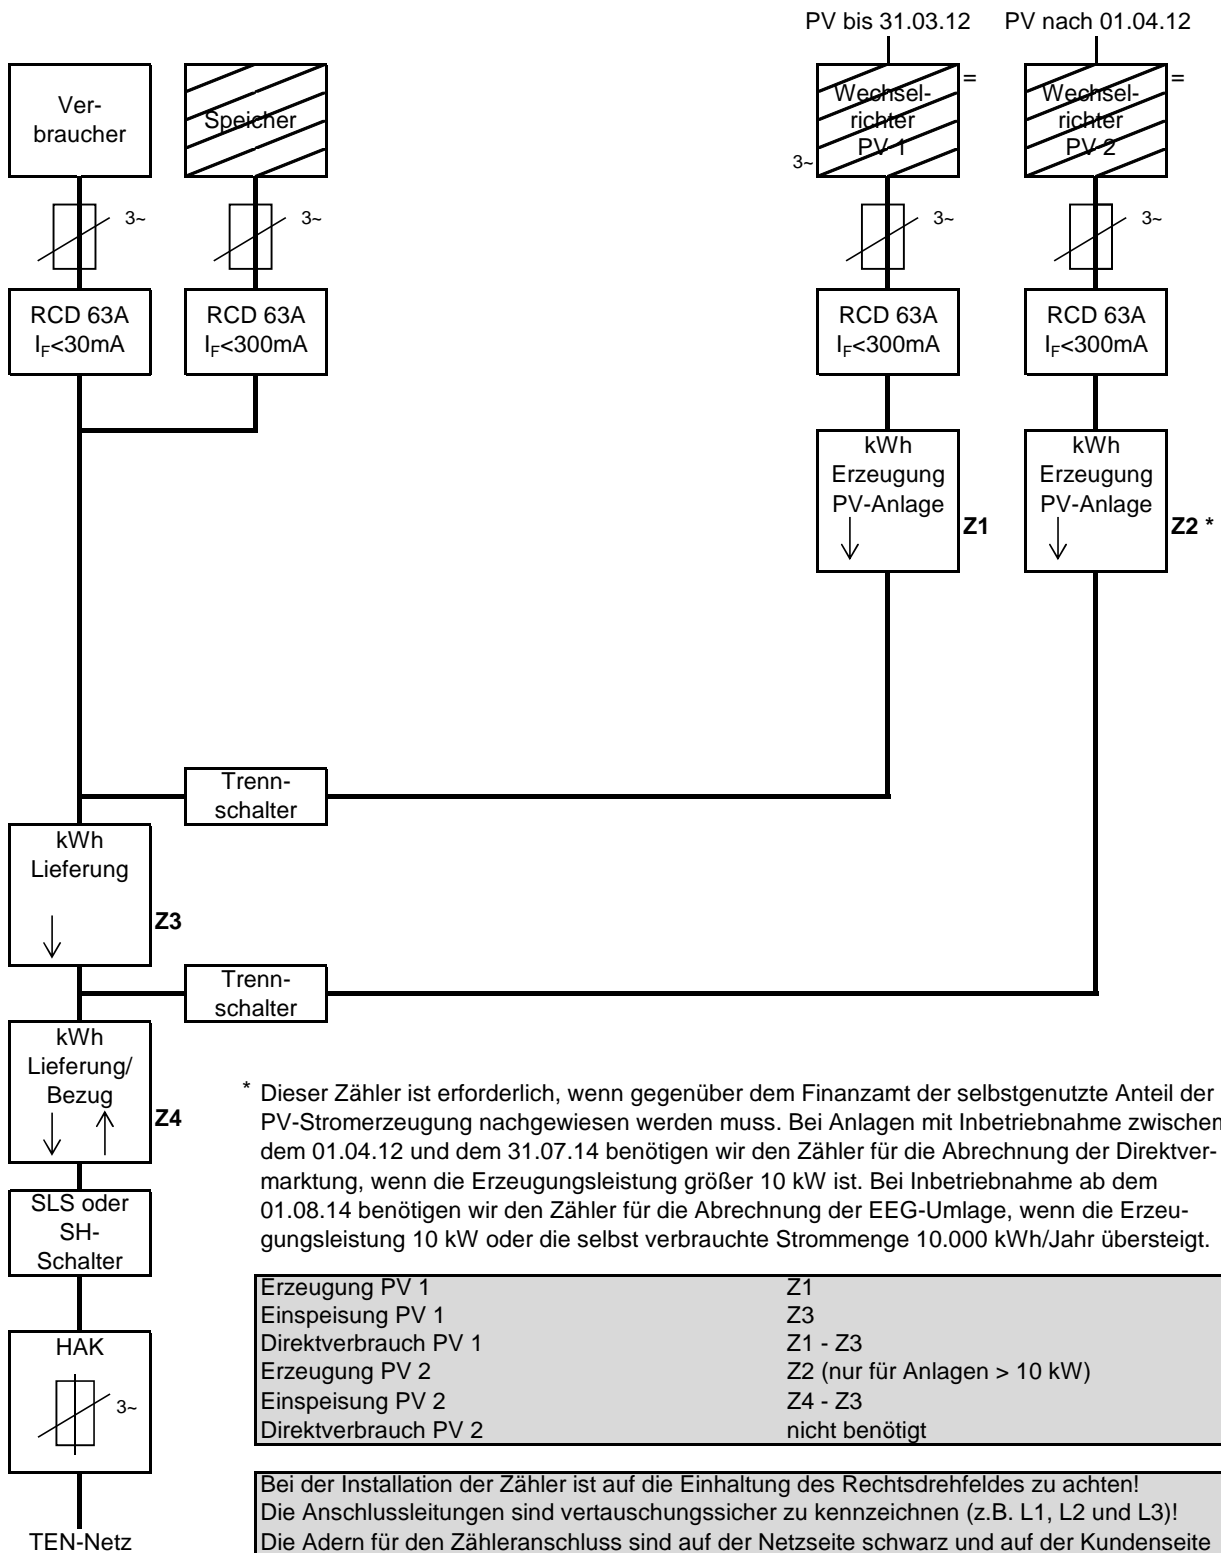 PV bis 31.03.12 PV nach 01.04.12
Ver-
braucher
Speicher
Wechsel-
richter
PV 1
=
3~
Wechsel-
richter
PV 2
=
3~
3~
3~
3~
RCD 63A
IF<30mA
RCD 63A
IF<300mA
RCD 63A
IF<300mA
RCD 63A
IF<300mA
kWh
Erzeugung
PV-Anlage
Z1
kWh
Erzeugung
PV-Anlage
Z2 *
Trenn-
schalter
kWh
Lieferung
Z3
Trenn-
schalter
kWh
Lieferung/
Bezug
Z4
* Dieser Zähler ist erforderlich, wenn gegenüber dem Finanzamt der selbstgenutzte Anteil der
PV-Stromerzeugung nachgewiesen werden muss. Bei Anlagen mit Inbetriebnahme zwischen
dem 01.04.12 und dem 31.07.14 benötigen wir den Zähler für die Abrechnung der Direktver-
marktung, wenn die Erzeugungsleistung größer 10 kW ist. Bei Inbetriebnahme ab dem
01.08.14 benötigen wir den Zähler für die Abrechnung der EEG-Umlage, wenn die Erzeu-
gungsleistung 10 kW oder die selbst verbrauchte Strommenge 10.000 kWh/Jahr übersteigt.
SLS oder
SH-
Schalter
HAK
3~
TEN-Netz
Erzeugung PV 1 Z1
Einspeisung PV 1 Z3
Direktverbrauch PV 1 Z1 - Z3
Erzeugung PV 2 Z2 (nur für Anlagen > 10 kW)
Einspeisung PV 2 Z4 - Z3
Direktverbrauch PV 2 nicht benötigt
Bei der Installation der Zähler ist auf die Einhaltung des Rechtsdrehfeldes zu achten!
Die Anschlussleitungen sind vertauschungssicher zu kennzeichnen (z.B. L1, L2 und L3)!
Die Adern für den Zähleranschluss sind auf der Netzseite schwarz und auf der Kundenseite